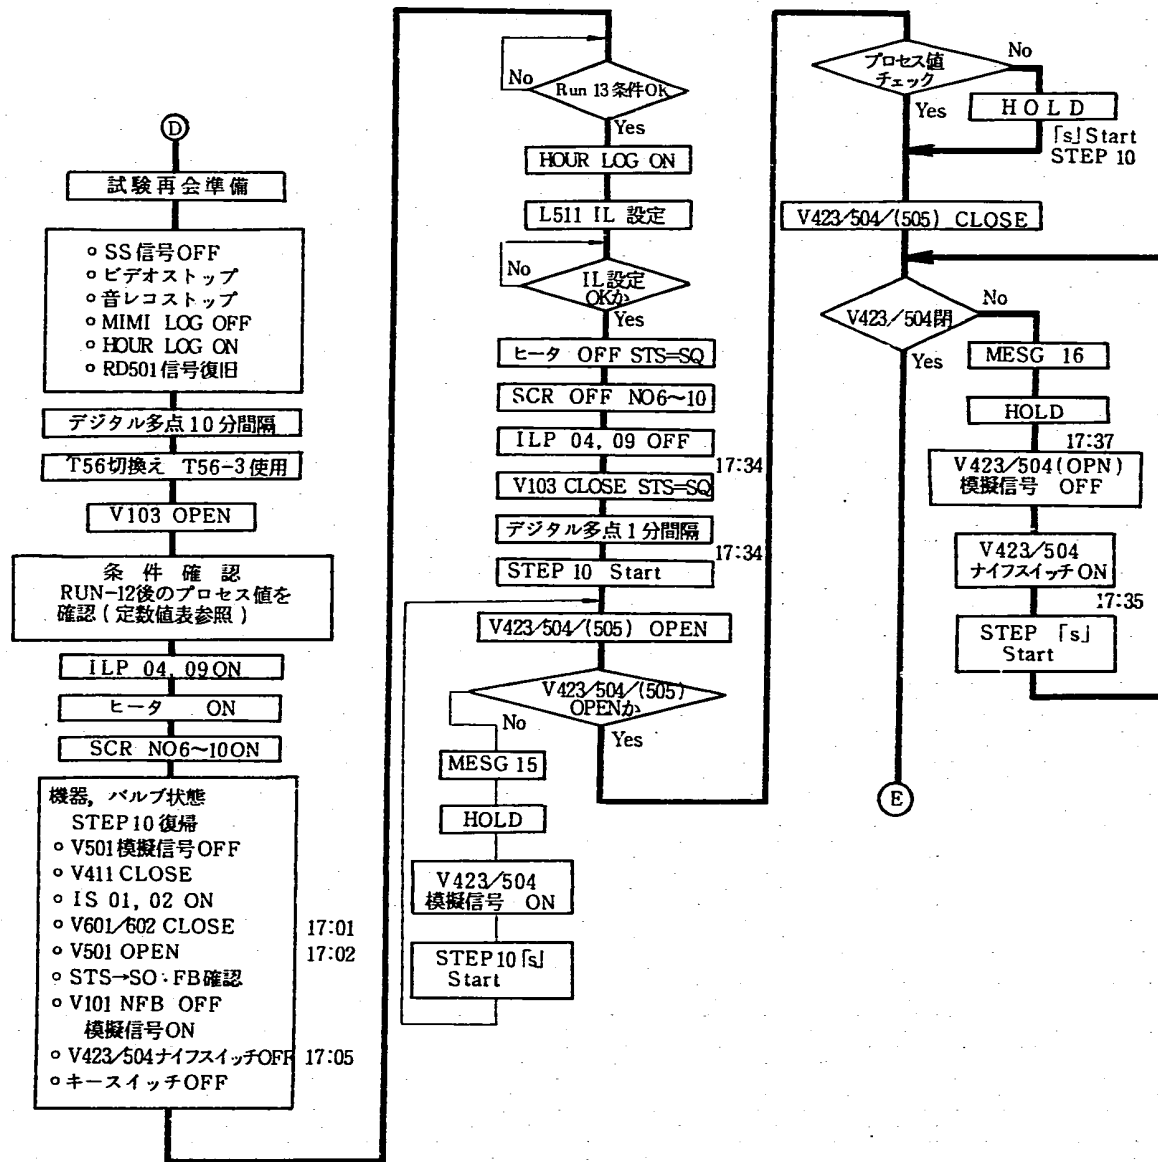 D
試験再会準備
○ SS信号OFF
○ ビデオストップ
○ 音レコストップ
○ MIMI LOG OFF
○ HOUR LOG ON
○ RD501信号復旧
デジタル多点10分間隔
T56切換え T56-3使用
V103 OPEN
条件確認
RUN-12後のプロセス値を
確認(定数値表参照)
ILP 04, 09 ON
ヒータ ON
SCR NO6~10 ON
機器, バルブ状態
STEP10復帰
○ V501模擬信号OFF
○ V411 CLOSE
○ IS 01, 02 ON
○ V601/602 CLOSE 17:01
○ V501 OPEN 17:02
○ STS→SO・FB確認
○ V101 NFB OFF
模擬信号ON
○ V423/504ナイフスイッチOFF 17:05
○ キースイッチOFF
No
Run 13条件OK
Yes
HOUR LOG ON
L511 IL 設定
No
IL設定
OKか
Yes
ヒータ OFF STS=SQ
SCR OFF NO6~10
ILP 04, 09 OFF
17:34
V103 CLOSE STS=SQ
デジタル多点1分間隔
17:34
STEP 10 Start
V423/504/(505) OPEN
V423/504/(505)
OPENか
No
Yes
MESG 15
HOLD
V423/504
模擬信号 ON
STEP10「s」
Start
プロセス値
チェック
No
Yes
HOLD
「s」Start
STEP 10
V423/504/(505) CLOSE
No
V423/504閉
Yes
MESG 16
HOLD
17:37
V423/504(OPN)
模擬信号 OFF
V423/504
ナイフスイッチON
17:35
STEP 「s」
Start
E